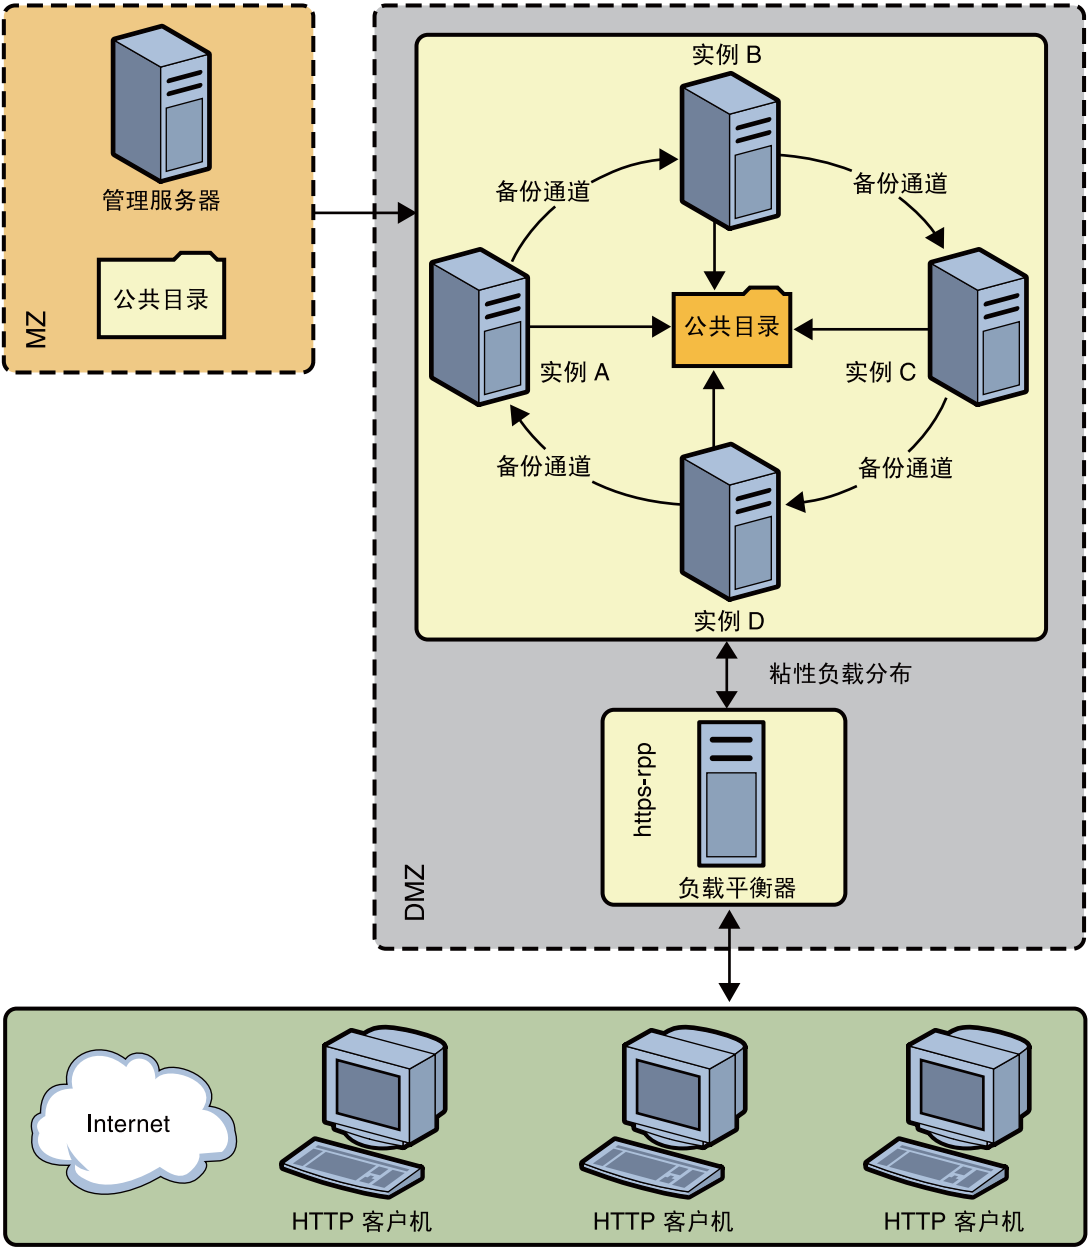 管理服务器
公共目录
MZ
实例 B
备份通道
备份通道
公共目录
实例 A
实例 C
备份通道
备份通道
实例 D
粘性负载分布
https-rpp
负载平衡器
DMZ
Internet
HTTP 客户机
HTTP 客户机
HTTP 客户机